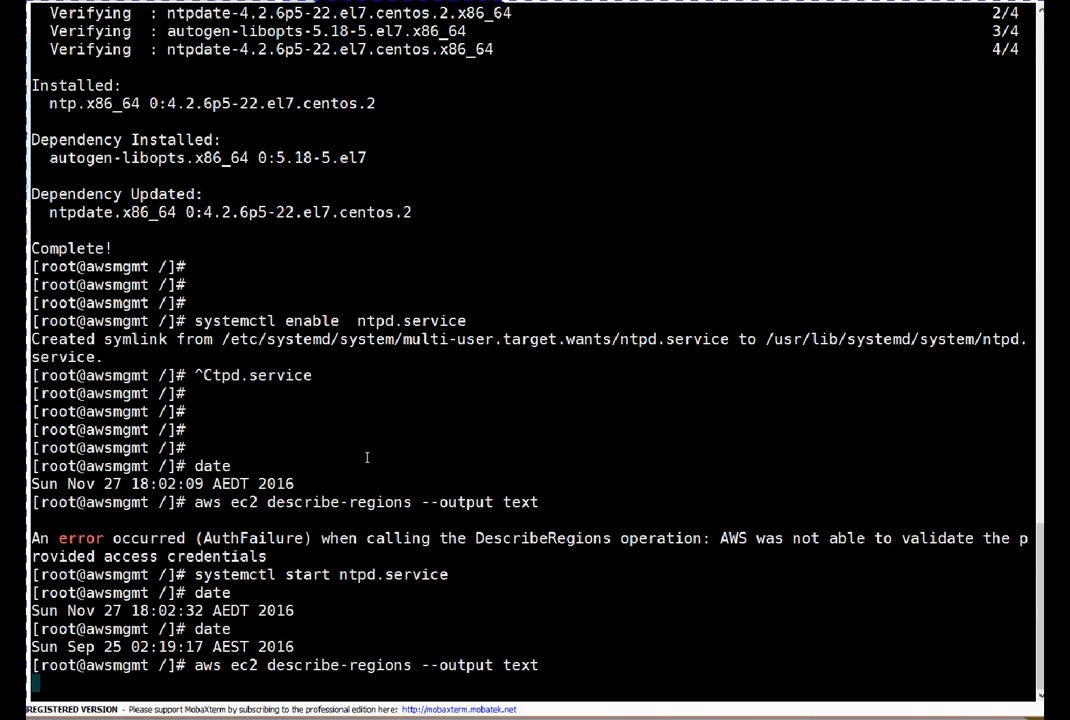 Verifying  : ntpdate-4.2.6p5-22.el7.centos.2.x86_64 2/4
Verifying  : autogen-libopts-5.18-5.el7.x86_64 3/4
Verifying  : ntpdate-4.2.6p5-22.el7.centos.x86_64 4/4
Installed:
ntp.x86_64 0:4.2.6p5-22.el7.centos.2
Dependency Installed:
autogen-libopts.x86_64 0:5.18-5.el7
Dependency Updated:
ntpdate.x86_64 0:4.2.6p5-22.el7.centos.2
Complete!
[root@awsmgmt /]#
[root@awsmgmt /]#
[root@awsmgmt /]#
[root@awsmgmt /]# systemctl enable  ntpd.service
Created symlink from /etc/systemd/system/multi-user.target.wants/ntpd.service to /usr/lib/systemd/system/ntpd.
service.
[root@awsmgmt /]# ^Ctpd.service
[root@awsmgmt /]#
[root@awsmgmt /]#
[root@awsmgmt /]#
[root@awsmgmt /]#
[root@awsmgmt /]# date
Sun Nov 27 18:02:09 AEDT 2016
[root@awsmgmt /]# aws ec2 describe-regions --output text
An error occurred (AuthFailure) when calling the DescribeRegions operation: AWS was not able to validate the p
rovided access credentials
[root@awsmgmt /]# systemctl start ntpd.service
[root@awsmgmt /]# date
Sun Nov 27 18:02:32 AEDT 2016
[root@awsmgmt /]# date
Sun Sep 25 02:19:17 AEST 2016
[root@awsmgmt /]# aws ec2 describe-regions --output text
REGISTERED VERSION - Please support MobaXterm by subscribing to the professional edition here: http://mobaxterm.mobatek.net